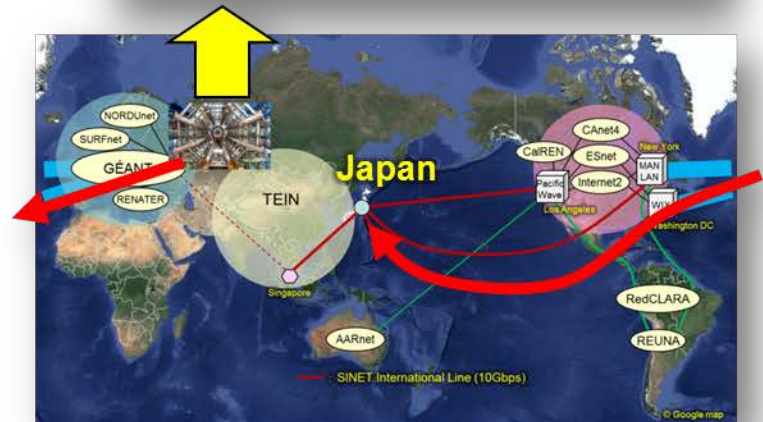 NORDUnet
SURFnet
GÉANT
RENATER
TEIN
Japan
Singapore
AARnet
CAnet4
CalREN
ESnet
New York
MAN
LAN
Internet2
Pacific
Wave
Los Angeles
WIX
Washington DC
RedCLARA
REUNA
: SINET International Line (10Gbps)
© Google map